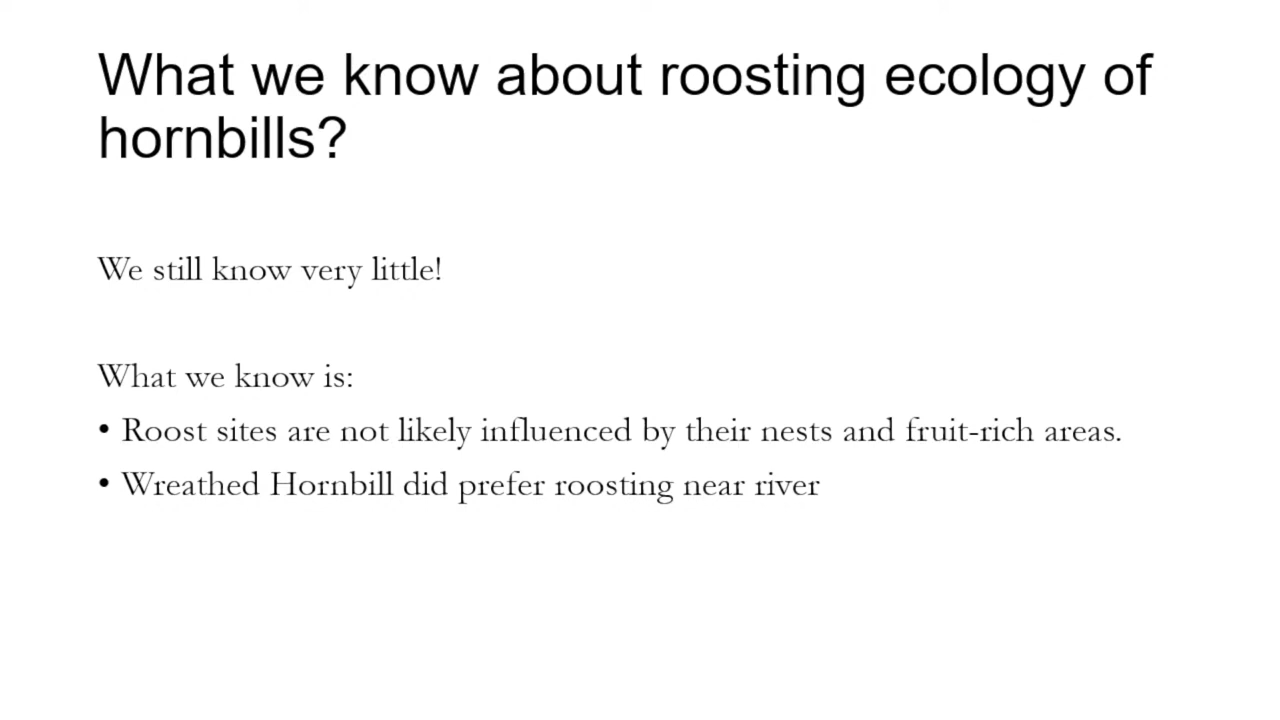 What we know about roosting ecology of
hornbills?
We still know very little!
What we know is:
• Roost sites are not likely influenced by their nests and fruit-rich areas.
• Wreathed Hornbill did prefer roosting near river